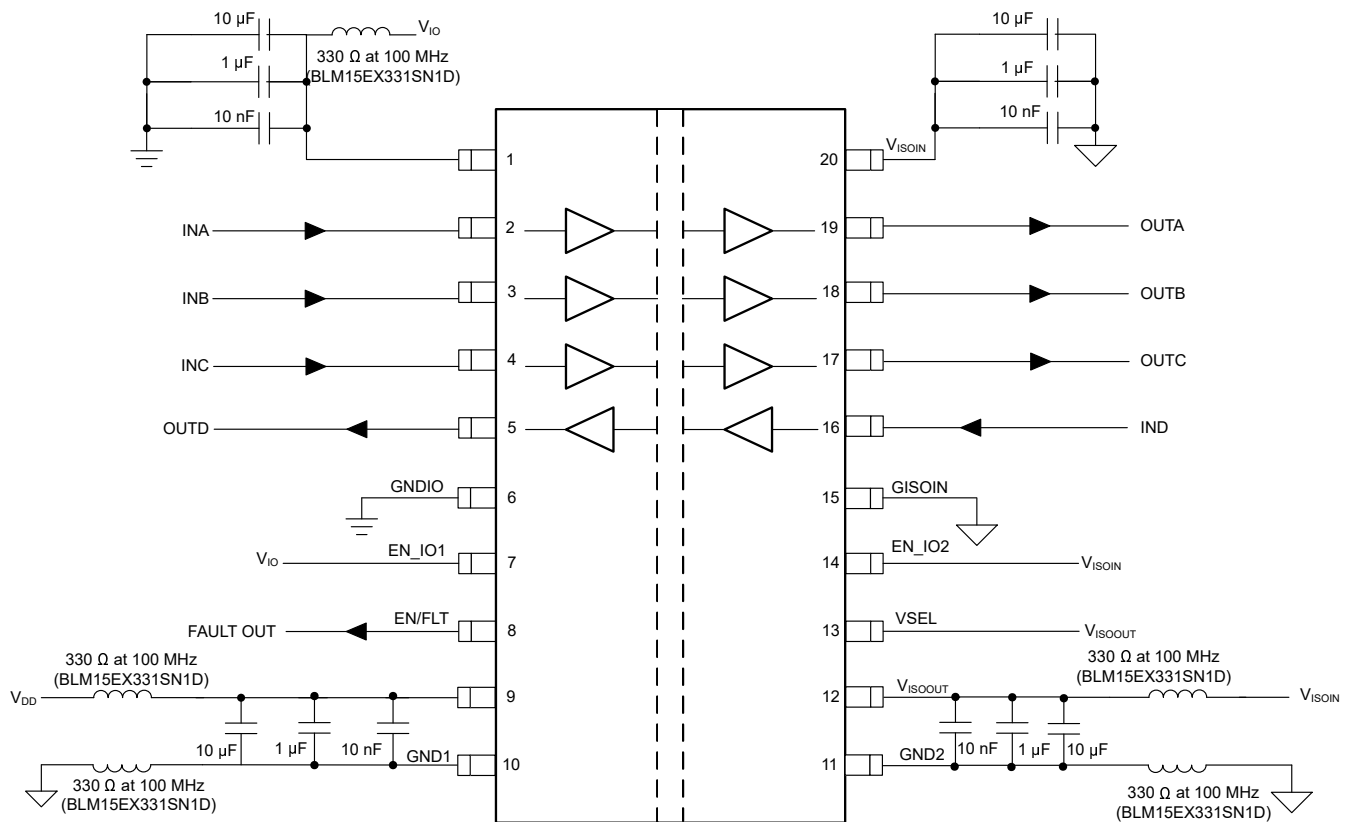 10 µF
V_IO
330 Ω at 100 MHz
(BLM15EX331SN1D)
1 µF
10 nF
10 µF
1 µF
10 nF
1
20
V_ISOIN
INA
2
19
OUTA
INB
3
18
OUTB
INC
4
17
OUTC
OUTD
5
16
IND
GNDIO
6
15
GISOIN
V_IO
EN_IO1
7
14
EN_IO2
V_ISOIN
FAULT OUT
EN/FLT
8
13
VSEL
V_ISOOUT
330 Ω at 100 MHz
(BLM15EX331SN1D)
V_DD
9
12
V_ISOOUT
330 Ω at 100 MHz
(BLM15EX331SN1D)
V_ISOIN
10 µF
1 µF
10 nF
GND1
10
11
GND2
10 nF
1 µF
10 µF
330 Ω at 100 MHz
(BLM15EX331SN1D)
330 Ω at 100 MHz
(BLM15EX331SN1D)